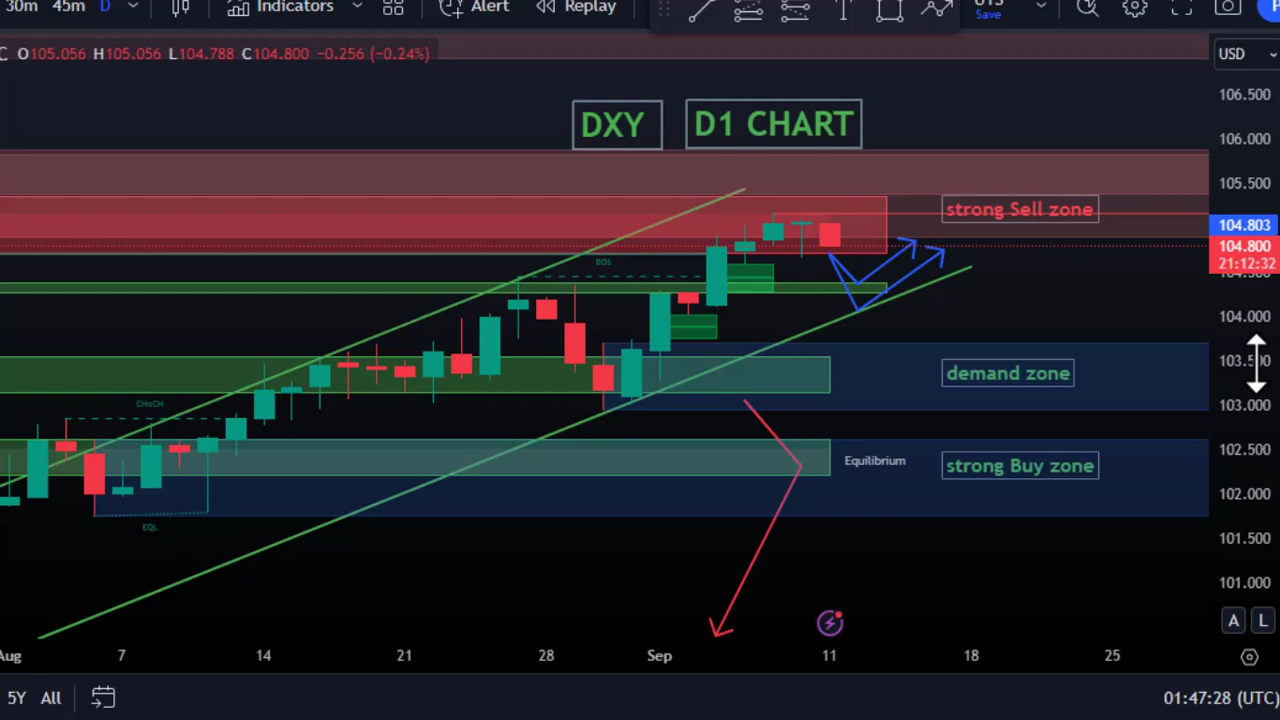 30m 45m D Indicators Alert Replay
Save
C O105.056 H105.056 L104.788 C104.800 −0.256 (−0.24%)
USD
DXY D1 CHART
106.500
106.000
105.500
strong Sell zone
104.803
104.800
21:12:32
BOS
104.000
103.500
demand zone
103.000
CHoCH
102.500
Equilibrium
strong Buy zone
102.000
EQL
101.500
101.000
A L
Aug 7 14 21 28 Sep 11 18 25
5Y All 01:47:28 (UTC)